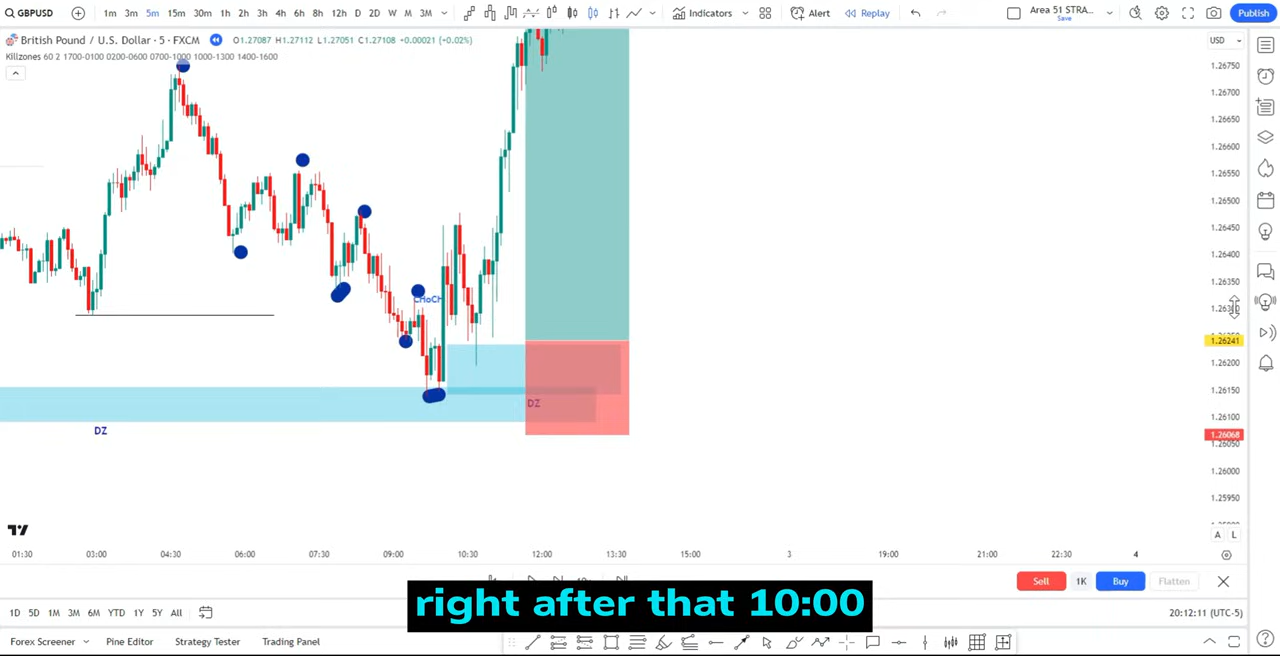 GBPUSD 1m 3m 5m 15m 30m 1h 2h 3h 4h 6h 8h 12h D 2D W M 3M Indicators Alert Replay Area 51 STRA... Save Publish
British Pound / U.S. Dollar · 5 · FXCM O1.27087 H1.27112 L1.27051 C1.27108 +0.00021 (+0.02%) USD
Killzones 60 2 1700-0100 0200-0600 0700-1000 1000-1300 1400-1600
1.26750
1.26700
1.26650
1.26600
1.26550
1.26500
1.26450
1.26400
1.26350
CHoCH
1.26241
1.26200
1.26150
DZ
1.26100
DZ
1.26068
1.26050
1.26000
1.25950
A L
01:30 03:00 04:30 06:00 07:30 09:00 10:30 12:00 13:30 15:00 3 19:00 21:00 22:30 4
Sell 1K Buy Flatten
right after that 10:00
1D 5D 1M 3M 6M YTD 1Y 5Y All 20:12:11 (UTC-5)
Forex Screener Pine Editor Strategy Tester Trading Panel